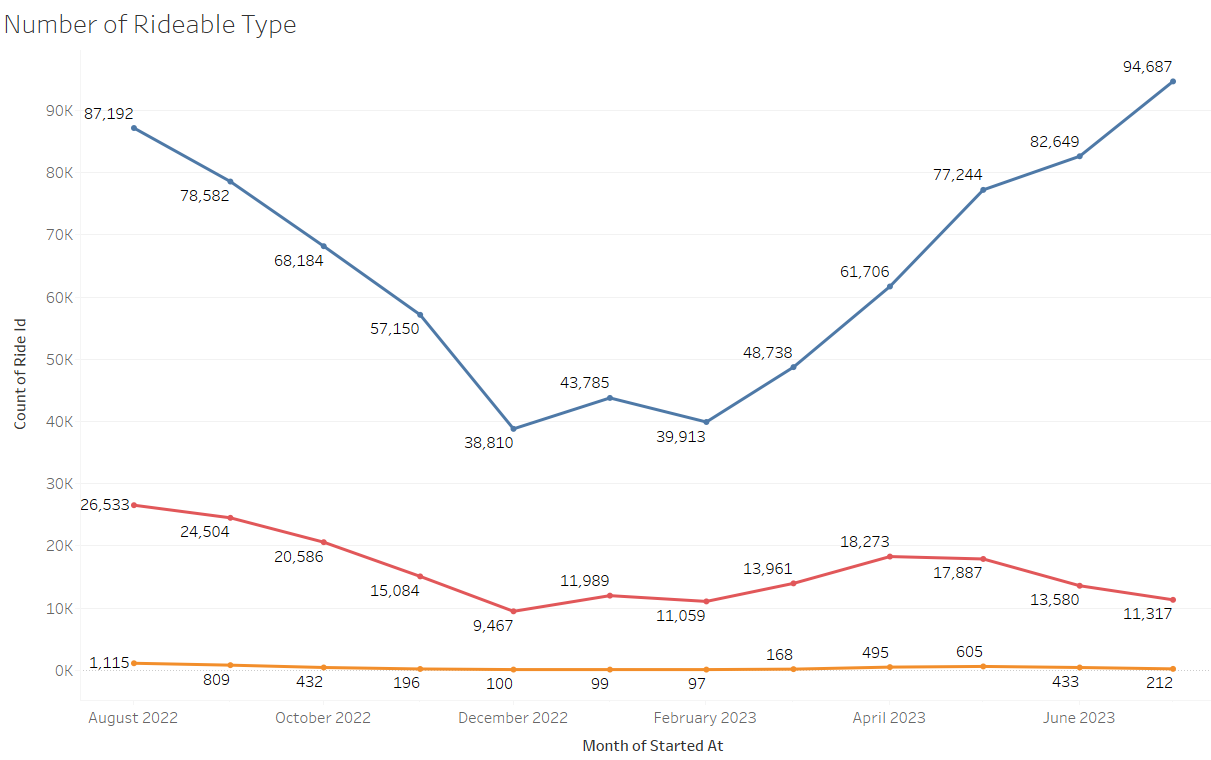 Number of Rideable Type
94,687
90K
87,192
82,649
80K
77,244
78,582
70K
68,184
61,706
60K
57,150
50K
48,738
43,785
40K
38,810
39,913
30K
26,533
24,504
20K
20,586
18,273
17,887
15,084
13,961
13,580
11,989
11,059
11,317
10K
9,467
1,115
0K
809
432
196
100
99
97
168
495
605
433
212
Count of Ride Id
August 2022
October 2022
December 2022
February 2023
April 2023
June 2023
Month of Started At